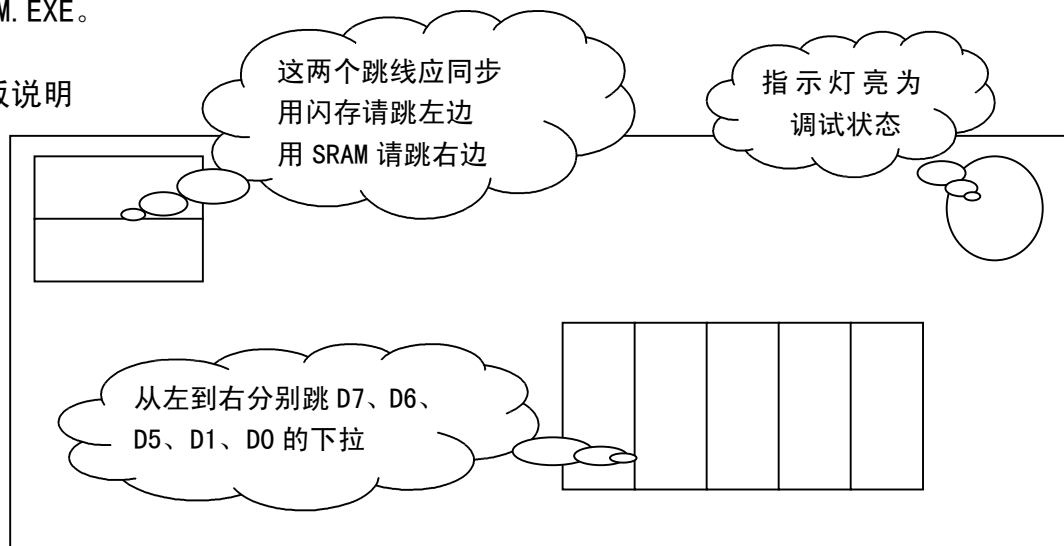 M.EXE。
版说明
这两个跳线应同步
用闪存请跳左边
用 SRAM 请跳右边
指示灯亮为
调试状态
从左到右分别跳 D7、D6、
D5、D1、D0 的下拉